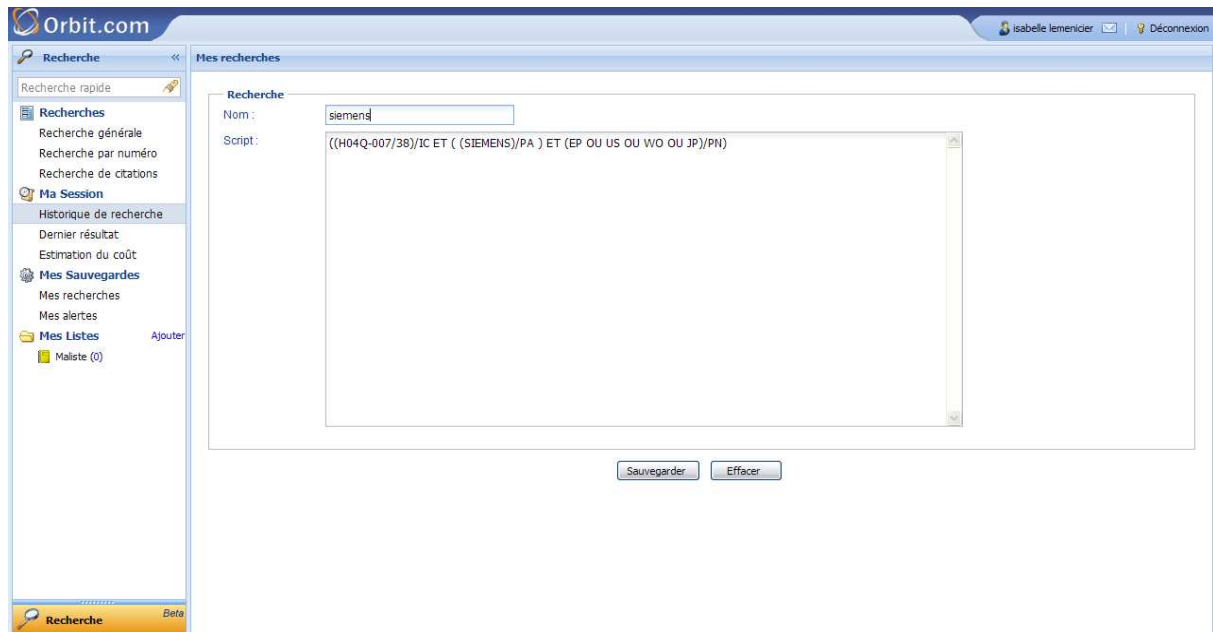 Orbit.com
isabelle lemenicier | Déconnexion
Recherche «
Mes recherches
Recherche rapide
Recherche
Recherches
Nom :
siemens
Recherche générale
Script :
((H04Q-007/38)/IC ET ( (SIEMENS)/PA ) ET (EP OU US OU WO OU JP)/PN)
Recherche par numéro
Recherche de citations
Ma Session
Historique de recherche
Dernier résultat
Estimation du coût
Mes Sauvegardes
Mes recherches
Mes alertes
Mes Listes Ajouter
Maliste (0)
Sauvegarder Effacer
Recherche Beta